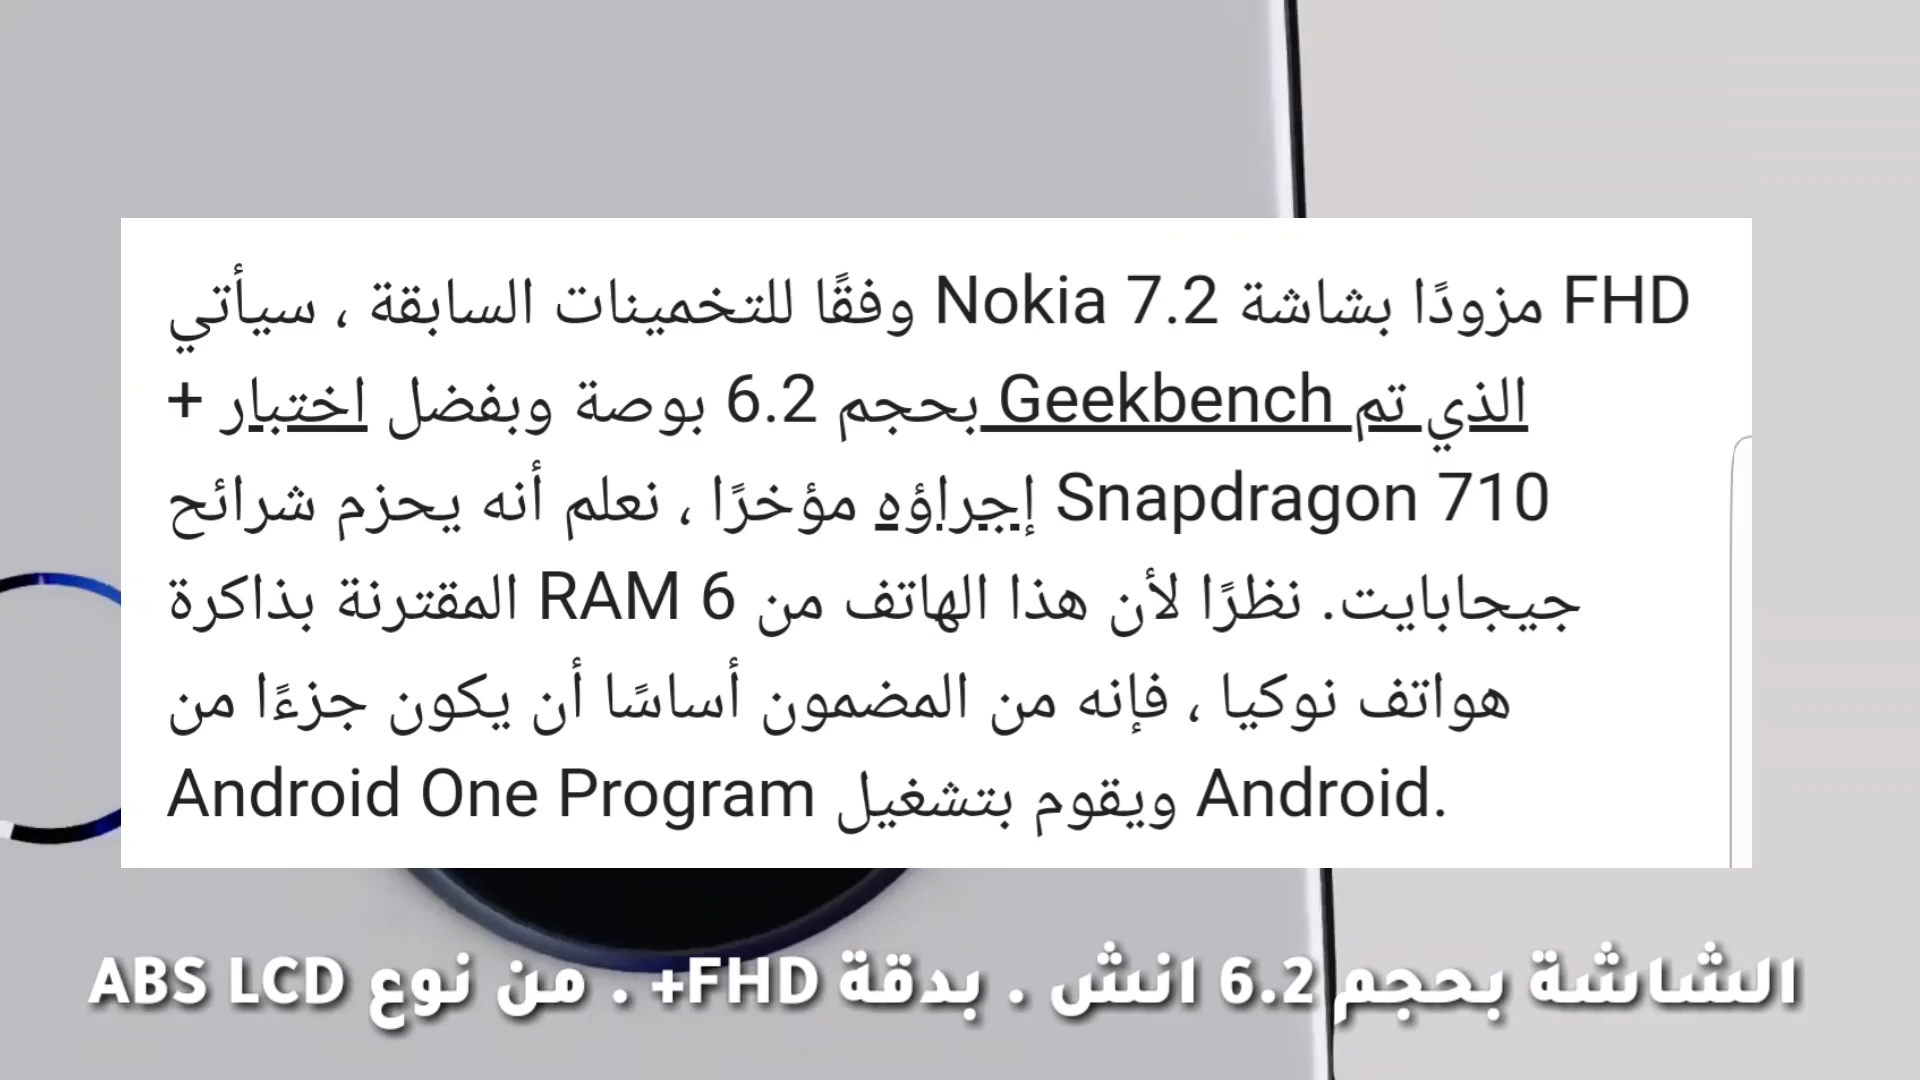 وفقًا للتخمينات السابقة ، سيأتي Nokia 7.2 مزودًا بشاشة FHD
+ بحجم 6.2 بوصة وبفضل اختبار Geekbench الذي تم
إجراؤه مؤخرًا ، نعلم أنه يحزم شرائح Snapdragon 710
المقترنة بذاكرة RAM 6 جيجابايت. نظرًا لأن هذا الهاتف من
هواتف نوكيا ، فإنه من المضمون أساسًا أن يكون جزءًا من
Android One Program ويقوم بتشغيل Android.
الشاشة بحجم 6.2 انش . بدقة FHD+ . من نوع ABS LCD